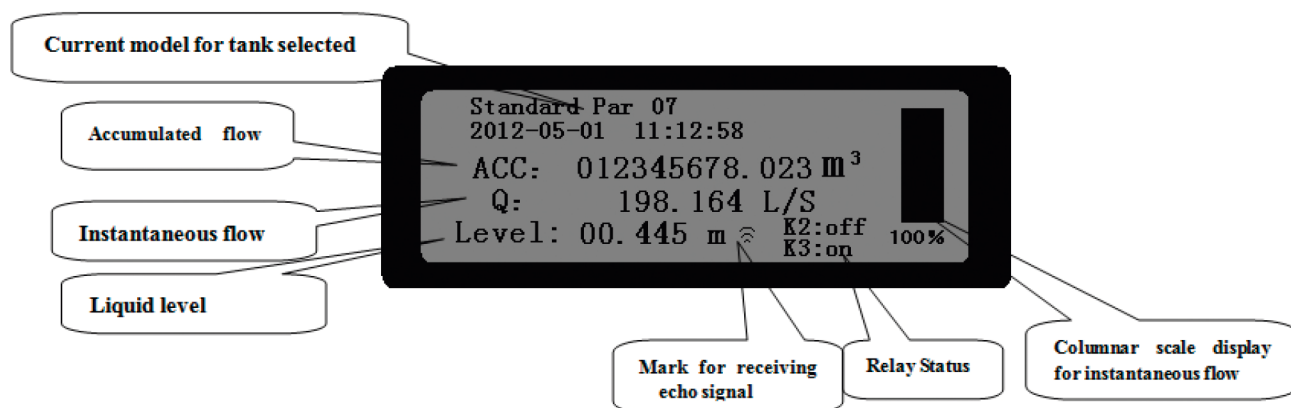 Current model for tank selected
Standard Par 07
2012-05-01 11:12:58
Accumulated flow
ACC: 012345678.023 m³
Q: 198.164 L/S
Instantaneous flow
Level: 00.445 m
K2:off
K3:on
100%
Liquid level
Mark for receiving
echo signal
Relay Status
Columnar scale display
for instantaneous flow